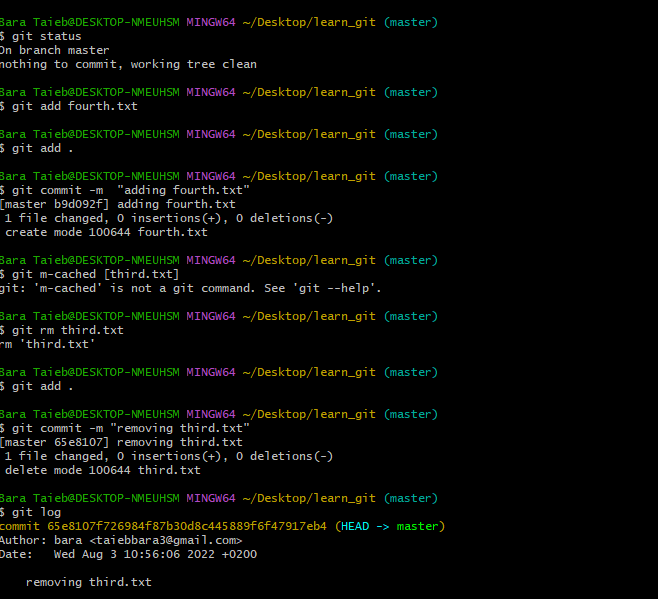 Bara Taieb@DESKTOP-NMEUHSM MINGW64 ~/Desktop/learn_git (master)
$ git status
On branch master
nothing to commit, working tree clean
Bara Taieb@DESKTOP-NMEUHSM MINGW64 ~/Desktop/learn_git (master)
$ git add fourth.txt
Bara Taieb@DESKTOP-NMEUHSM MINGW64 ~/Desktop/learn_git (master)
$ git add .
Bara Taieb@DESKTOP-NMEUHSM MINGW64 ~/Desktop/learn_git (master)
$ git commit -m  "adding fourth.txt"
[master b9d092f] adding fourth.txt
 1 file changed, 0 insertions(+), 0 deletions(-)
 create mode 100644 fourth.txt
Bara Taieb@DESKTOP-NMEUHSM MINGW64 ~/Desktop/learn_git (master)
$ git m-cached [third.txt]
git: 'm-cached' is not a git command. See 'git --help'.
Bara Taieb@DESKTOP-NMEUHSM MINGW64 ~/Desktop/learn_git (master)
$ git rm third.txt
rm 'third.txt'
Bara Taieb@DESKTOP-NMEUHSM MINGW64 ~/Desktop/learn_git (master)
$ git add .
Bara Taieb@DESKTOP-NMEUHSM MINGW64 ~/Desktop/learn_git (master)
$ git commit -m "removing third.txt"
[master 65e8107] removing third.txt
 1 file changed, 0 insertions(+), 0 deletions(-)
 delete mode 100644 third.txt
Bara Taieb@DESKTOP-NMEUHSM MINGW64 ~/Desktop/learn_git (master)
$ git log
commit 65e8107f726984f87b30d8c445889f6f47917eb4 (HEAD -> master)
Author: bara <taiebbara3@gmail.com>
Date:   Wed Aug 3 10:56:06 2022 +0200
    removing third.txt